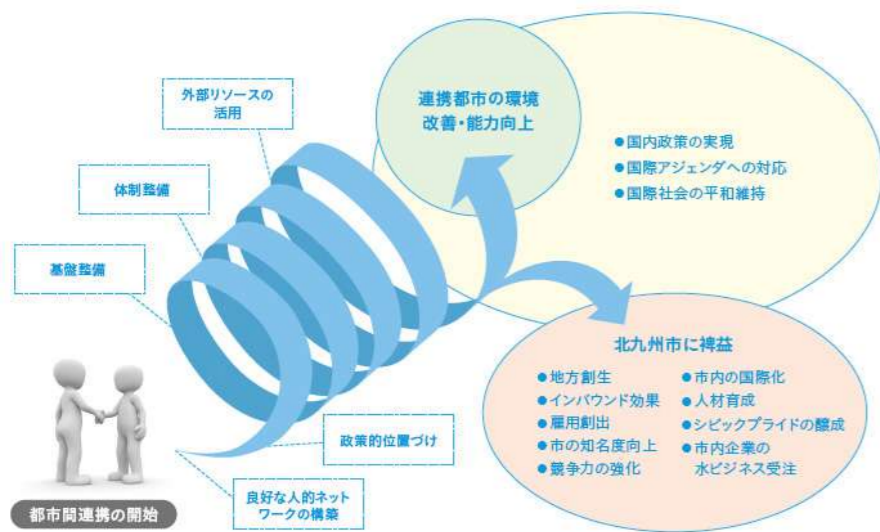 外部リソースの
活用
体制整備
基盤整備
連携都市の環境
改善・能力向上
●国内政策の実現
●国際アジェンダへの対応
●国際社会の平和維持
北九州市に裨益
●地方創生
●インバウンド効果
●雇用創出
●市の知名度向上
●競争力の強化
●市内の国際化
●人材育成
●シビックプライドの醸成
●市内企業の
水ビジネス受注
政策的位置づけ
良好な人的ネット
ワークの構築
都市間連携の開始